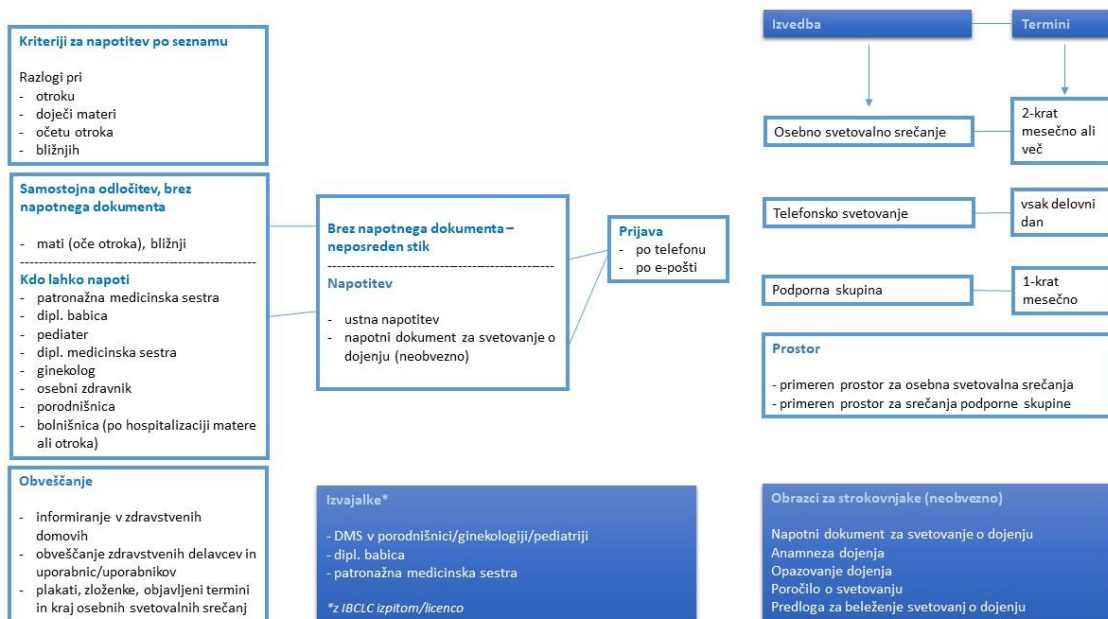 Kriteriji za napotitev po seznamu
Razlogi pri
- otroku
- doječi materi
- očetu otroka
- bližnjih
Samostojna odločitev, brez
napotnega dokumenta
- mati (oče otroka), bližnji
--------------------------------------------------
Kdo lahko napoti
- patronažna medicinska sestra
- dipl. babica
- pediater
- dipl. medicinska sestra
- ginekolog
- osebni zdravnik
- porodnišnica
- bolnišnica (po hospitalizaciji matere
ali otroka)
Obveščanje
- informiranje v zdravstvenih
domovih
- obveščanje zdravstvenih delavcev in
uporabnic/uporabnikov
- plakati, zloženke, objavljeni termini
in kraj osebnih svetovalnih srečanj
Brez napotnega dokumenta –
neposreden stik
------------------------------------------------
Napotitev
- ustna napotitev
- napotni dokument za svetovanje o
dojenju (neobvezno)
Prijava
- po telefonu
- po e-pošti
Izvajalke*
- DMS v porodnišnici/ginekologiji/pediatriji
- dipl. babica
- patronažna medicinska sestra
*z IBCLC izpitom/licenco
Izvedba
Termini
Osebno svetovalno srečanje
2-krat
mesečno ali
več
Telefonsko svetovanje
vsak delovni
dan
Podporna skupina
1-krat
mesečno
Prostor
- primeren prostor za osebna svetovalna srečanja
- primeren prostor za srečanja podporne skupine
Obrazci za strokovnjake (neobvezno)
Napotni dokument za svetovanje o dojenju
Anamneza dojenja
Opazovanje dojenja
Poročilo o svetovanju
Predloga za beleženje svetovanj o dojenju